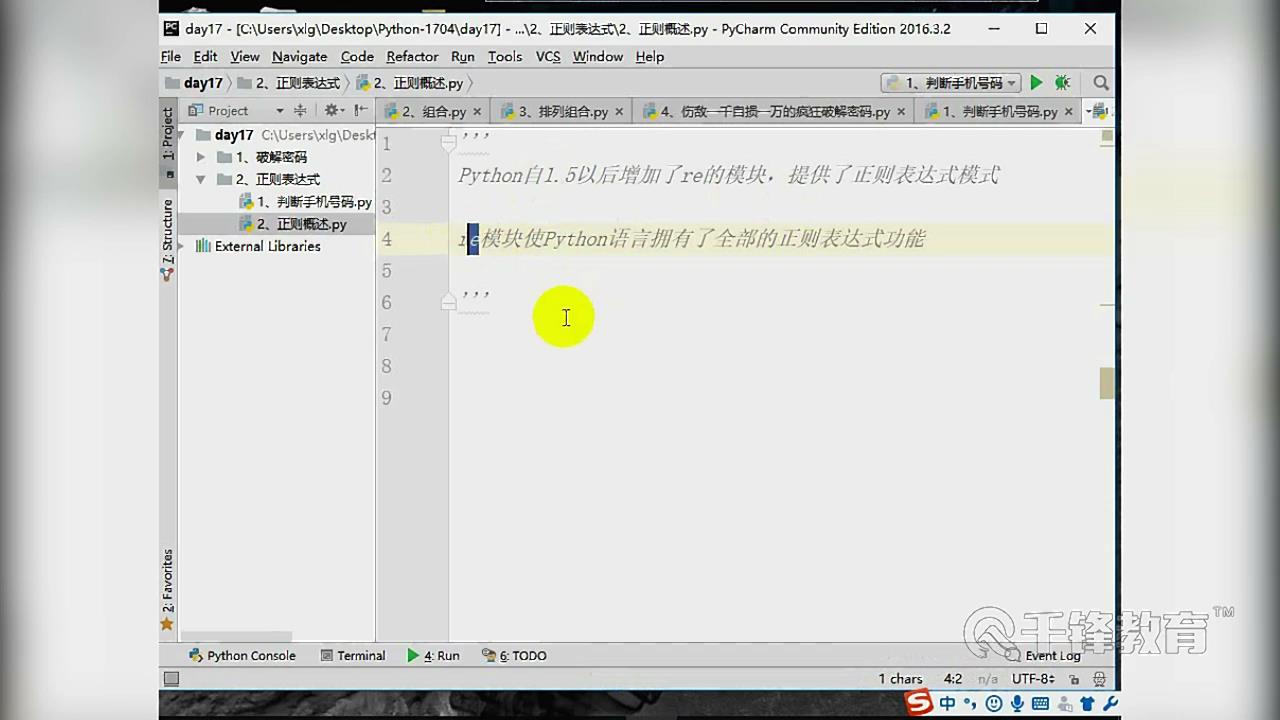 day17 - [C:\Users\xlg\Desktop\Python-1704\day17] - ...\2、正则表达式\2、正则概述.py - PyCharm Community Edition 2016.3.2
File Edit View Navigate Code Refactor Run Tools VCS Window Help
day17 2、正则表达式 2、正则概述.py 1、判断手机号码
Project 2、组合.py 3、排列组合.py 4、伤敌一千自损一万的疯狂破解密码.py 1、判断手机号码.py
1: Project
day17 C:\Users\xlg\Deskt
1、破解密码
2、正则表达式
1、判断手机号码.py
2、正则概述.py
External Libraries
7: Structure
2: Favorites
1 '''
2 Python自1.5以后增加了re的模块，提供了正则表达式模式
3
4 re模块使Python语言拥有了全部的正则表达式功能
5
6 '''
7
8
9
千锋教育™
Python Console Terminal 4: Run 6: TODO Event Log
1 chars 4:2 n/a UTF-8
S 中